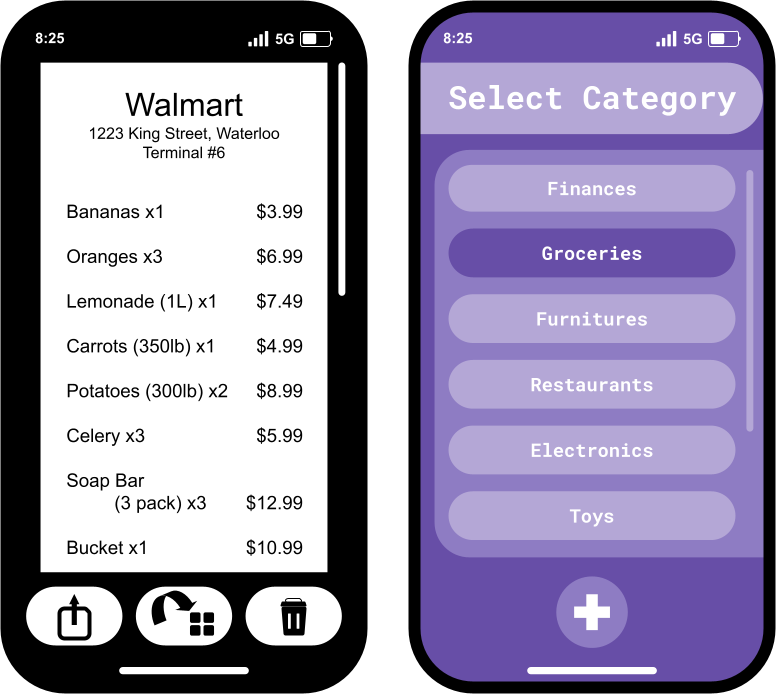 8:25
5G
Walmart
1223 King Street, Waterloo
Terminal #6
Bananas x1 $3.99
Oranges x3 $6.99
Lemonade (1L) x1 $7.49
Carrots (350lb) x1 $4.99
Potatoes (300lb) x2 $8.99
Celery x3 $5.99
Soap Bar
(3 pack) x3 $12.99
Bucket x1 $10.99
8:25
5G
Select Category
Finances
Groceries
Furnitures
Restaurants
Electronics
Toys